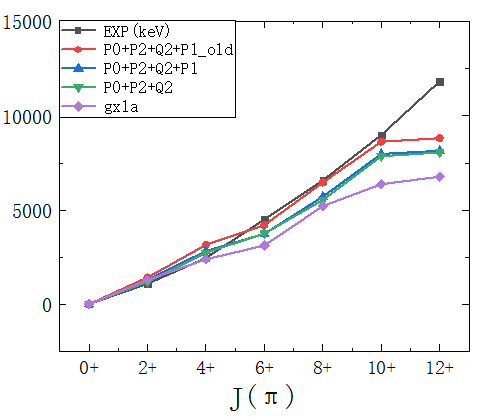 15000
10000
5000
0
EXP(keV)
P0+P2+Q2+P1_old
P0+P2+Q2+P1
P0+P2+Q2
gx1a
0+ 2+ 4+ 6+ 8+ 10+ 12+
J(π)